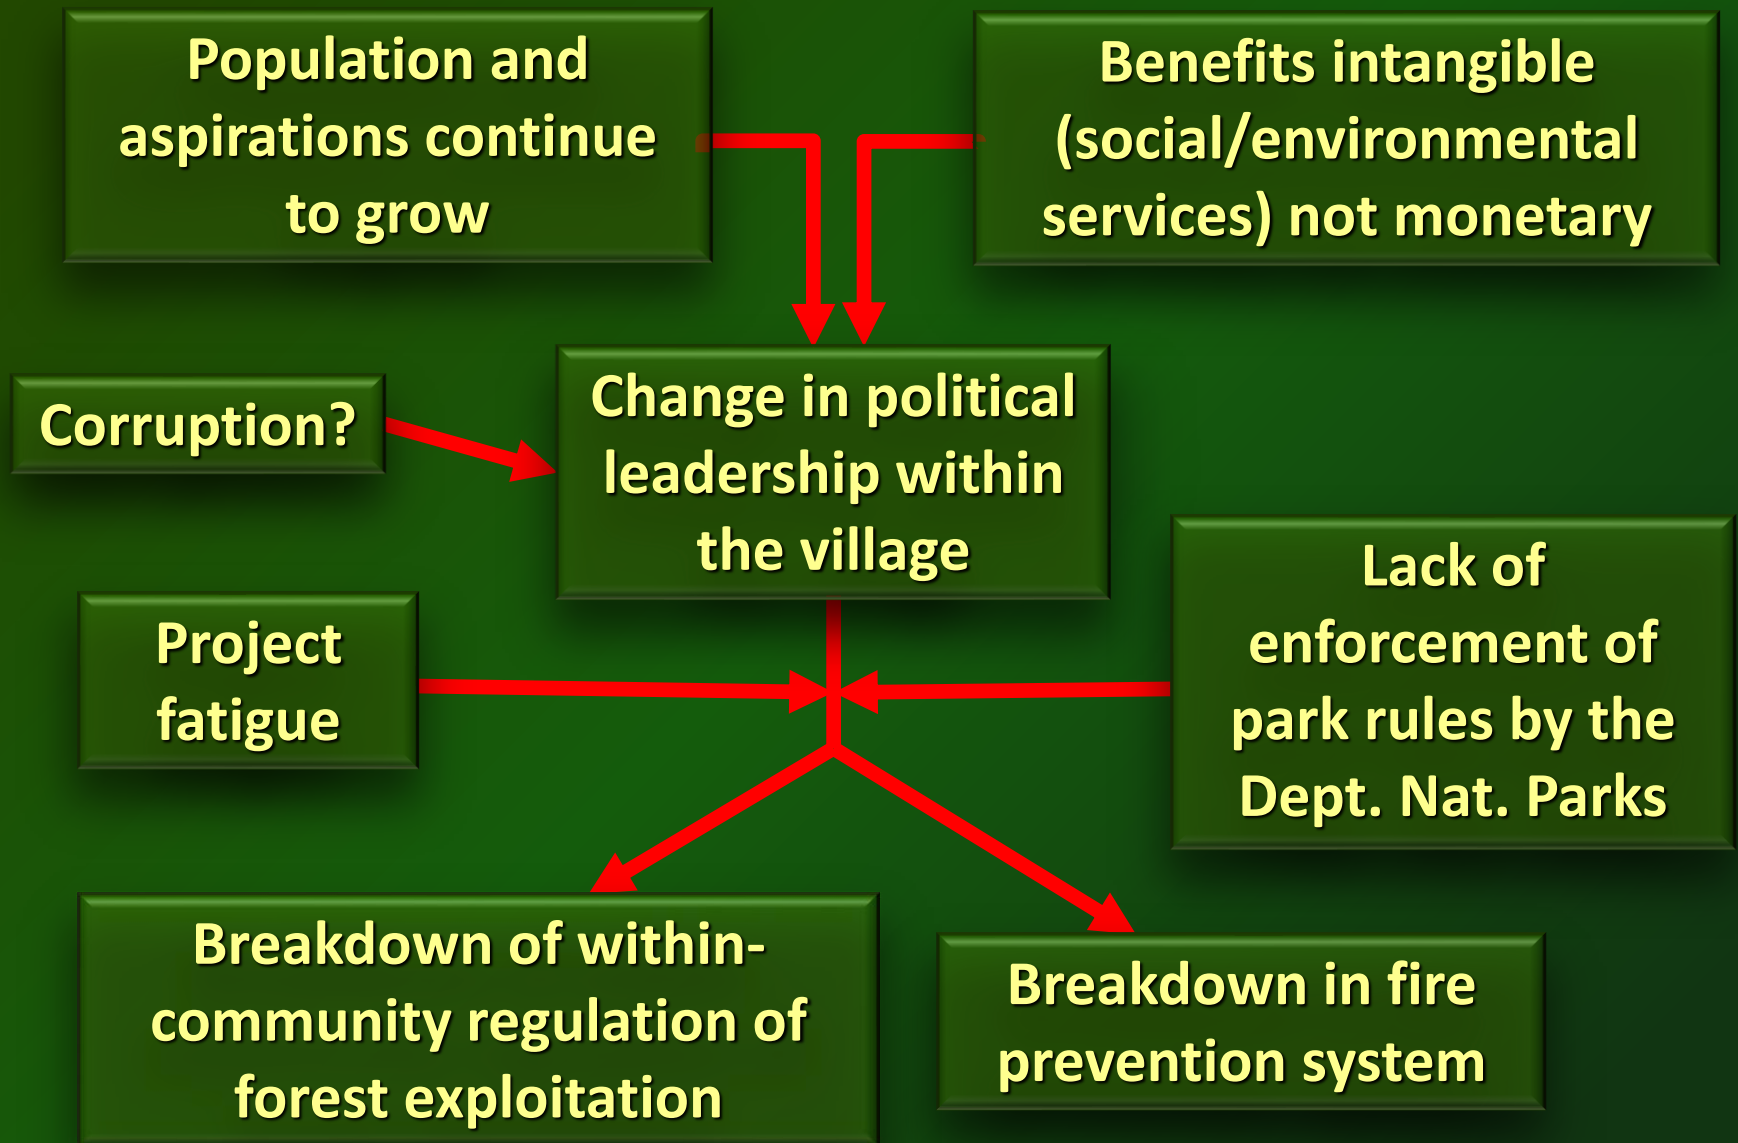 Population and
aspirations continue
to grow
Benefits intangible
(social/environmental
services) not monetary
Corruption?
Change in political
leadership within
the village
Project
fatigue
Lack of
enforcement of
park rules by the
Dept. Nat. Parks
Breakdown of within-
community regulation of
forest exploitation
Breakdown in fire
prevention system